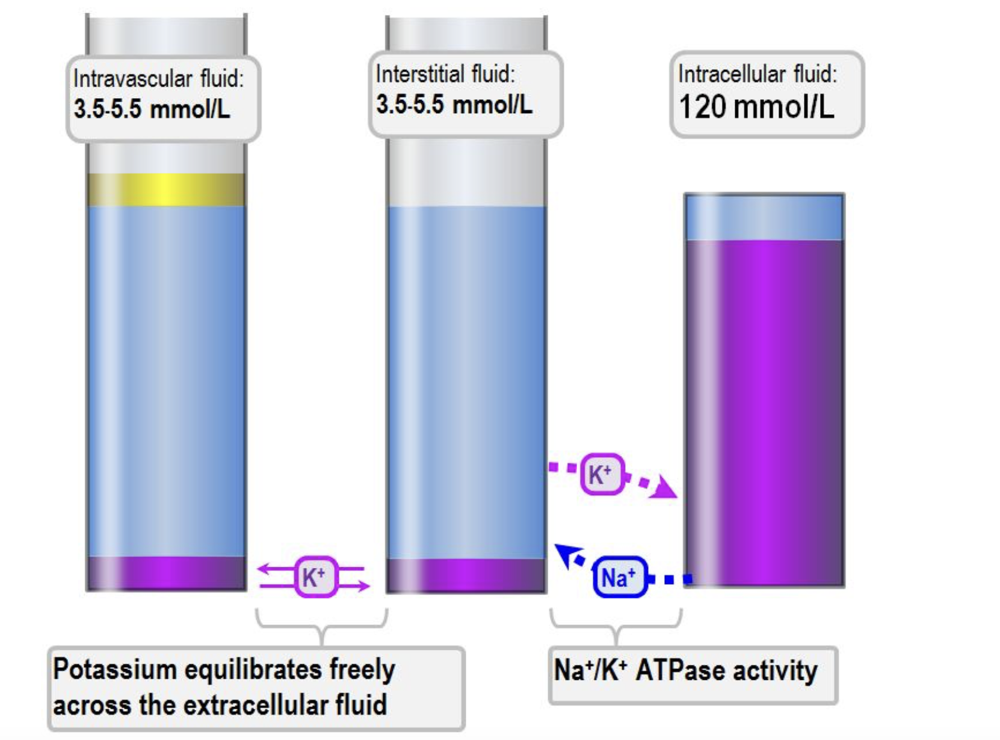 Intravascular fluid:
3.5-5.5 mmol/L
Interstitial fluid:
3.5-5.5 mmol/L
Intracellular fluid:
120 mmol/L
K⁺
Na⁺
K⁺
Potassium equilibrates freely
across the extracellular fluid
Na⁺/K⁺ ATPase activity